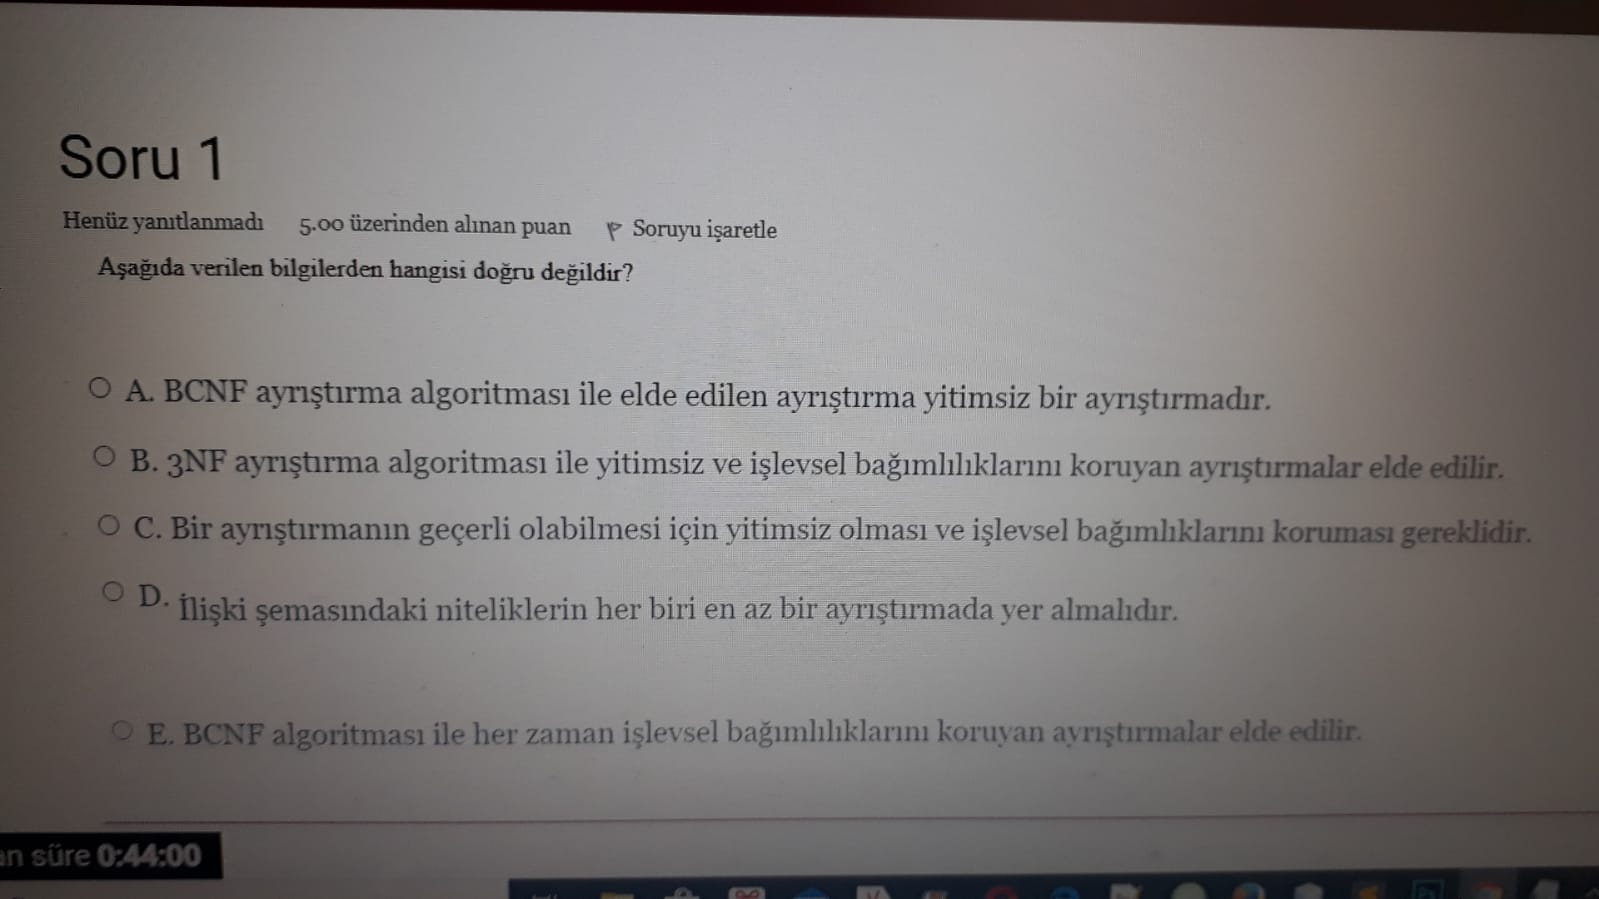 Soru 1
Henüz yanıtlanmadı 5.00 üzerinden alınan puan Soruyu işaretle
Aşağıda verilen bilgilerden hangisi doğru değildir?
A. BCNF ayrıştırma algoritması ile elde edilen ayrıştırma yitimsiz bir ayrıştırmadır.
B. 3NF ayrıştırma algoritması ile yitimsiz ve işlevsel bağımlılıklarını koruyan ayrıştırmalar elde edilir.
C. Bir ayrıştırmanın geçerli olabilmesi için yitimsiz olması ve işlevsel bağımlıklarını koruması gereklidir.
D. İlişki şemasındaki niteliklerin her biri en az bir ayrıştırmada yer almalıdır.
E. BCNF algoritması ile her zaman işlevsel bağımlılıklarını koruyan ayrıştırmalar elde edilir.
an süre 0:44:00
Ps